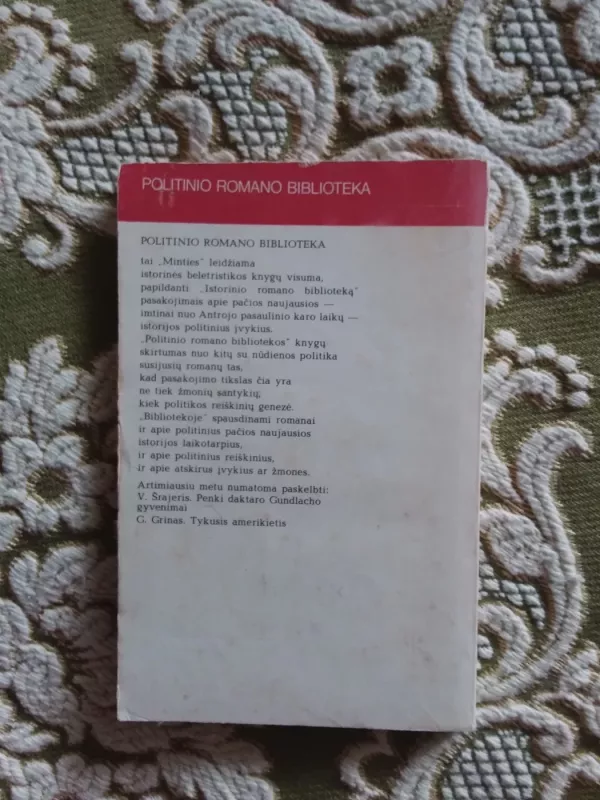 POLITINIO ROMANO BIBLIOTEKA
POLITINIO ROMANO BIBLIOTEKA
tai „Minties" leidžiama
istorinės beletristikos knygų visuma,
papildanti „Istorinio romano biblioteką"
pasakojimais apie pačios naujausios —
imtinai nuo Antrojo pasaulinio karo laikų —
istorijos politinius įvykius.
„Politinio romano bibliotekos" knygų
skirtumas nuo kitų su nūdienos politika
susijusių romanų tas,
kad pasakojimo tikslas čia yra
ne tiek žmonių santykių,
kiek politikos reiškinių genezė.
„Bibliotekoje" spausdinami romanai
ir apie politinius pačios naujausios
istorijos laikotarpius,
ir apie politinius reiškinius,
ir apie atskirus įvykius ar žmones.
Artimiausiu metu numatoma paskelbti:
V. Šrajeris. Penki daktaro Gundlacho
gyvenimai
G. Grinas. Tykusis amerikietis